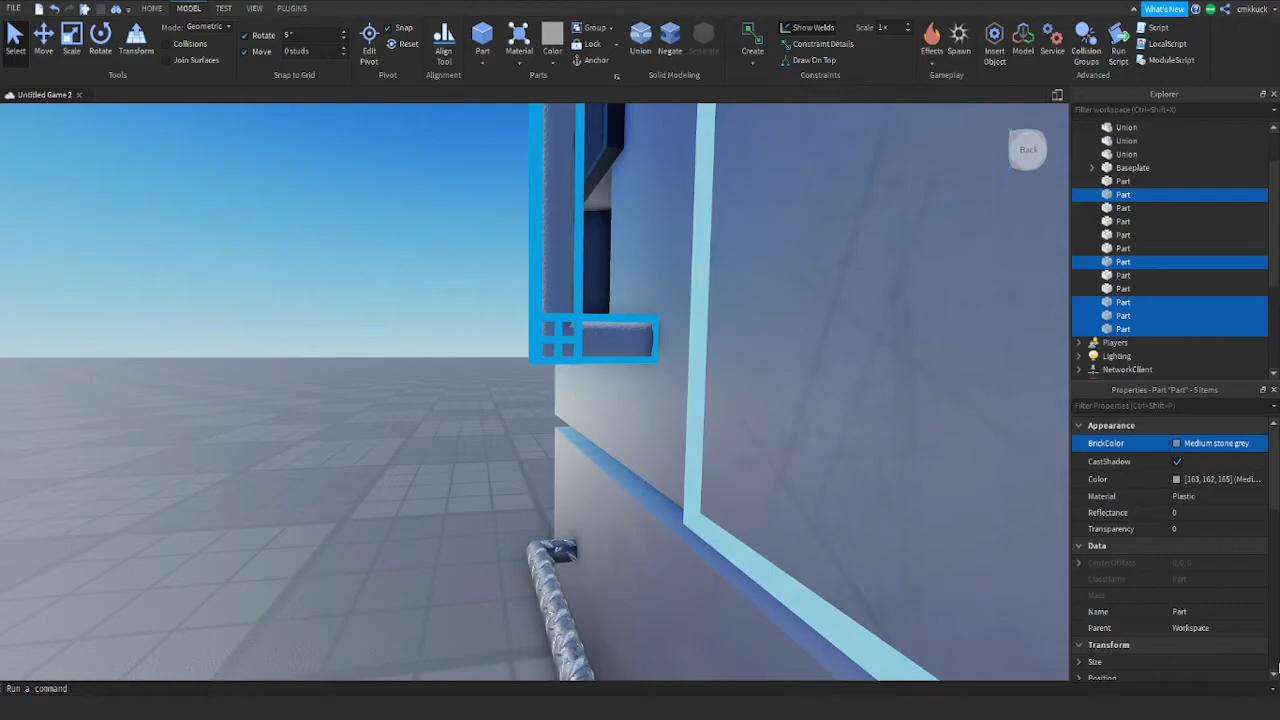 FILE HOME MODEL TEST VIEW PLUGINS What's New cmkkuck
Select Move Scale Rotate Transform
Mode: Geometric
Collisions
Join Surfaces
Tools
Rotate 5 °
Move 0 studs
Snap to Grid
Edit Pivot
Snap
Reset
Pivot
Align Tool
Alignment
Part Material Color
Group
Lock
Anchor
Parts
Union Negate Separate
Solid Modeling
Create
Show Welds Scale 1 x
Constraint Details
Draw On Top
Constraints
Effects Spawn
Gameplay
Insert Object Model Service Collision Groups Run Script
Script
LocalScript
ModuleScript
Advanced
Untitled Game 2
Back
Explorer
Filter workspace (Ctrl+Shift+X)
Union
Union
Union
Baseplate
Part
Part
Part
Part
Part
Part
Part
Part
Part
Part
Part
Part
Players
Lighting
NetworkClient
Properties - Part "Part" - 5 items
Filter Properties (Ctrl+Shift+P)
Appearance
BrickColor Medium stone grey
CastShadow
Color [163, 162, 165] (Medi...
Material Plastic
Reflectance 0
Transparency 0
Data
CenterOfMass 0,0,0
ClassName Part
Mass
Name Part
Parent Workspace
Transform
Size
Position
Run a command